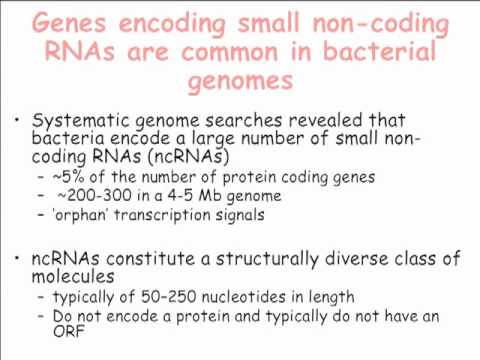 Genes encoding small non-coding
RNAs are common in bacterial
genomes
• Systematic genome searches revealed that
bacteria encode a large number of small non-
coding RNAs (ncRNAs)
– ~5% of the number of protein coding genes
– ~200-300 in a 4-5 Mb genome
– 'orphan' transcription signals
• ncRNAs constitute a structurally diverse class of
molecules
– typically of 50–250 nucleotides in length
– Do not encode a protein and typically do not have an
ORF